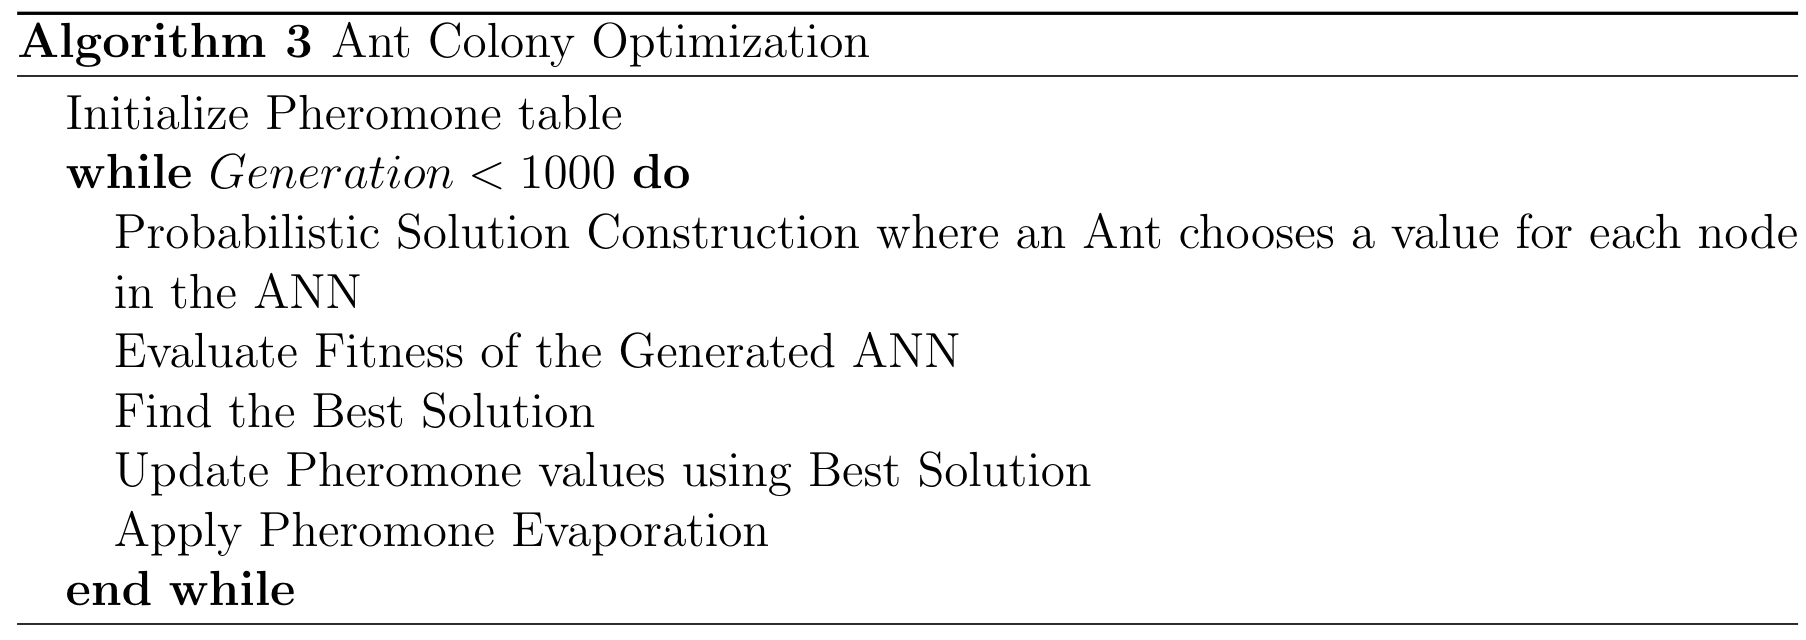 Algorithm 3 Ant Colony Optimization
Initialize Pheromone table
while Generation < 1000 do
Probabilistic Solution Construction where an Ant chooses a value for each node
in the ANN
Evaluate Fitness of the Generated ANN
Find the Best Solution
Update Pheromone values using Best Solution
Apply Pheromone Evaporation
end while